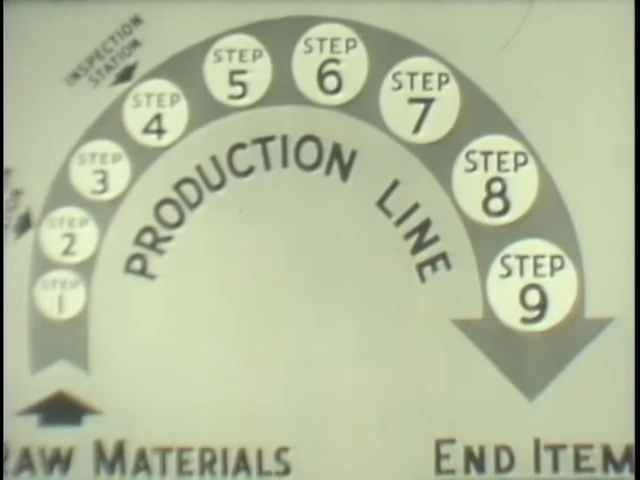 INSPECTION
STATION
STEP
1
STEP
2
STEP
3
STEP
4
STEP
5
STEP
6
STEP
7
STEP
8
STEP
9
PRODUCTION LINE
RAW MATERIALS
END ITEM